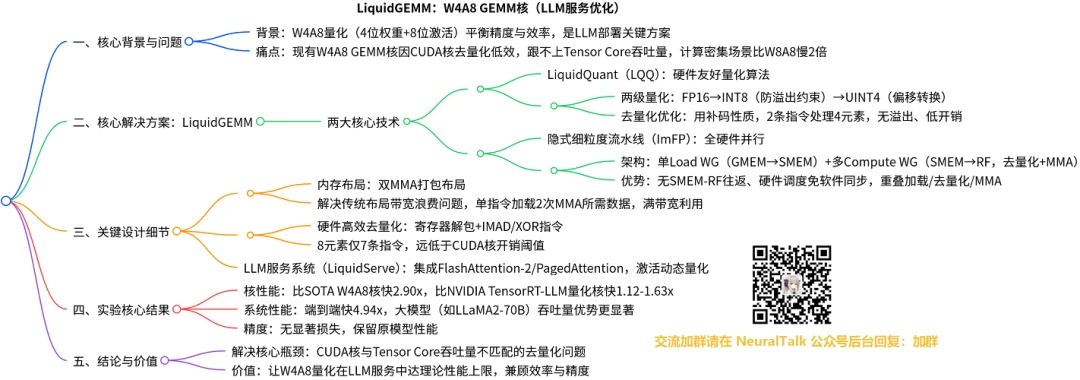 LiquidGEMM：W4A8 GEMM核（LLM服务优化）
一、核心背景与问题
背景：W4A8量化（4位权重+8位激活）平衡精度与效率，是LLM部署关键方案
痛点：现有W4A8 GEMM核因CUDA核去量化低效，跟不上Tensor Core吞吐量，计算密集场景比W8A8慢2倍
二、核心解决方案：LiquidGEMM
两大核心技术
LiquidQuant（LQQ）：硬件友好量化算法
两级量化：FP16→INT8（防溢出约束）→UINT4（偏移转换）
去量化优化：用补码性质，2条指令处理4元素，无溢出、低开销
隐式细粒度流水线（ImFP）：全硬件并行
架构：单Load WG（GMEM→SMEM）+多Compute WG（SMEM→RF，去量化+MMA）
优势：无SMEM-RF往返、硬件调度免软件同步，重叠加载/去量化/MMA
三、关键设计细节
内存布局：双MMA打包布局
解决传统布局带宽浪费问题，单指令加载2次MMA所需数据，满带宽利用
硬件高效去量化：寄存器解包+IMAD/XOR指令
8元素仅7条指令，远低于CUDA核开销阈值
LLM服务系统（LiquidServe）：集成FlashAttention-2/PagedAttention，激活动态量化
四、实验核心结果
核性能：比SOTA W4A8核快2.90x，比NVIDIA TensorRT-LLM量化核快1.12-1.63x
系统性能：端到端快4.94x，大模型（如LLaMA2-70B）吞吐量优势更显著
精度：无显著损失，保留原模型性能
五、结论与价值
解决核心瓶颈：CUDA核与Tensor Core吞吐量不匹配的去量化问题
价值：让W4A8量化在LLM服务中达理论性能上限，兼顾效率与精度
交流加群请在 NeuralTalk 公众号后台回复：加群